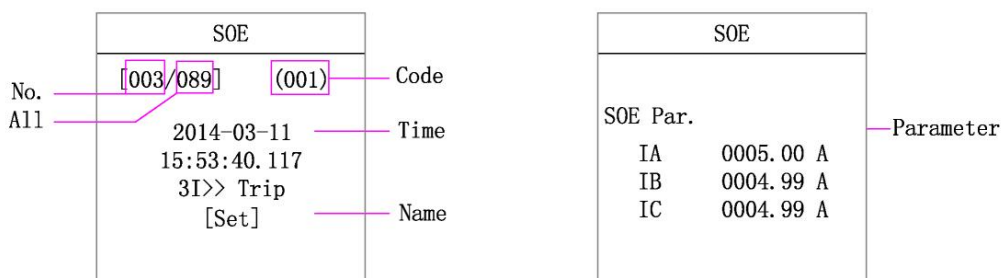 SOE
[003/089] (001)
No.
All
Code
2014-03-11
Time
15:53:40.117
3I>> Trip
[Set]
Name
SOE
SOE Par.
IA 0005.00 A
IB 0004.99 A
IC 0004.99 A
Parameter